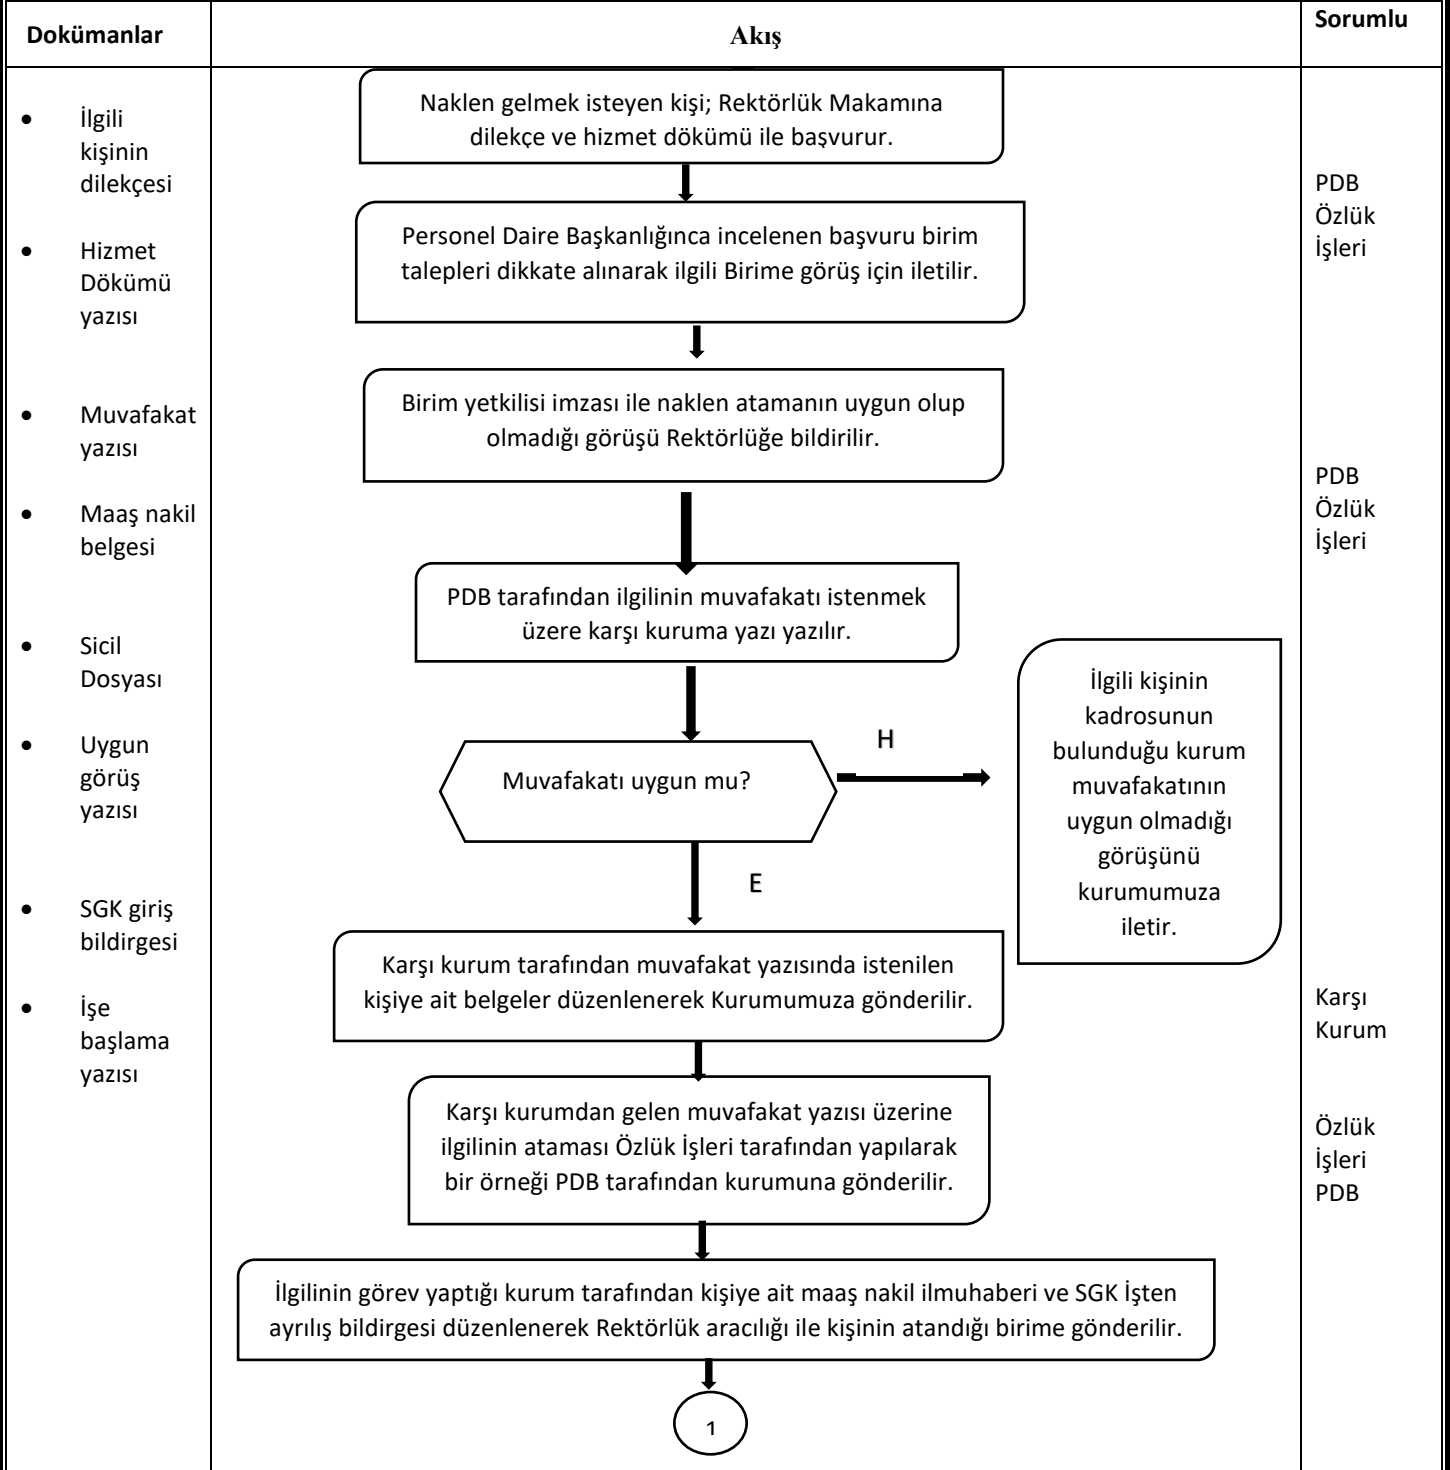 Dokümanlar
Akış
Sorumlu
• İlgili
kişinin
dilekçesi
• Hizmet
Dökümü
yazısı
• Muvafakat
yazısı
• Maaş nakil
belgesi
• Sicil
Dosyası
• Uygun
görüş
yazısı
• SGK giriş
bildirgesi
• İşe
başlama
yazısı
Naklen gelmek isteyen kişi; Rektörlük Makamına
dilekçe ve hizmet dökümü ile başvurur.
Personel Daire Başkanlığınca incelenen başvuru birim
talepleri dikkate alınarak ilgili Birime görüş için iletilir.
Birim yetkilisi imzası ile naklen atamanın uygun olup
olmadığı görüşü Rektörlüğe bildirilir.
PDB tarafından ilgilinin muvafakatı istenmek
üzere karşı kuruma yazı yazılır.
Muvafakatı uygun mu?
H
İlgili kişinin
kadrosunun
bulunduğu kurum
muvafakatının
uygun olmadığı
görüşünü
kurumumuza
iletir.
E
Karşı kurum tarafından muvafakat yazısında istenilen
kişiye ait belgeler düzenlenerek Kurumumuza gönderilir.
Karşı kurumdan gelen muvafakat yazısı üzerine
ilgilinin ataması Özlük İşleri tarafından yapılarak
bir örneği PDB tarafından kurumuna gönderilir.
İlgilinin görev yaptığı kurum tarafından kişiye ait maaş nakil ilmuhaberi ve SGK İşten
ayrılış bildirgesi düzenlenerek Rektörlük aracılığı ile kişinin atandığı birime gönderilir.
1
PDB
Özlük
İşleri
PDB
Özlük
İşleri
Karşı
Kurum
Özlük
İşleri
PDB